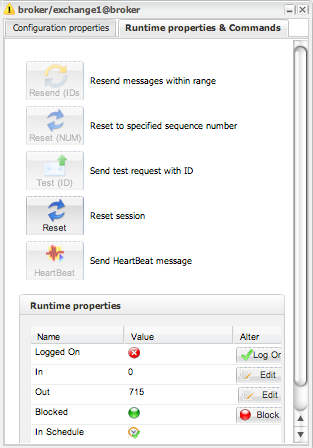 broker/exchange1@broker
Configuration properties
Runtime properties & Commands
Resend (IDs
Resend messages within range
Reset (NUM)
Reset to specified sequence number
Test (ID)
Send test request with ID
Reset
Reset session
HeartBeat
Send HeartBeat message
Runtime properties
Name Value Alter
Logged On Log Or
In 0 Edit
Out 715 Edit
Blocked Block
In Schedule